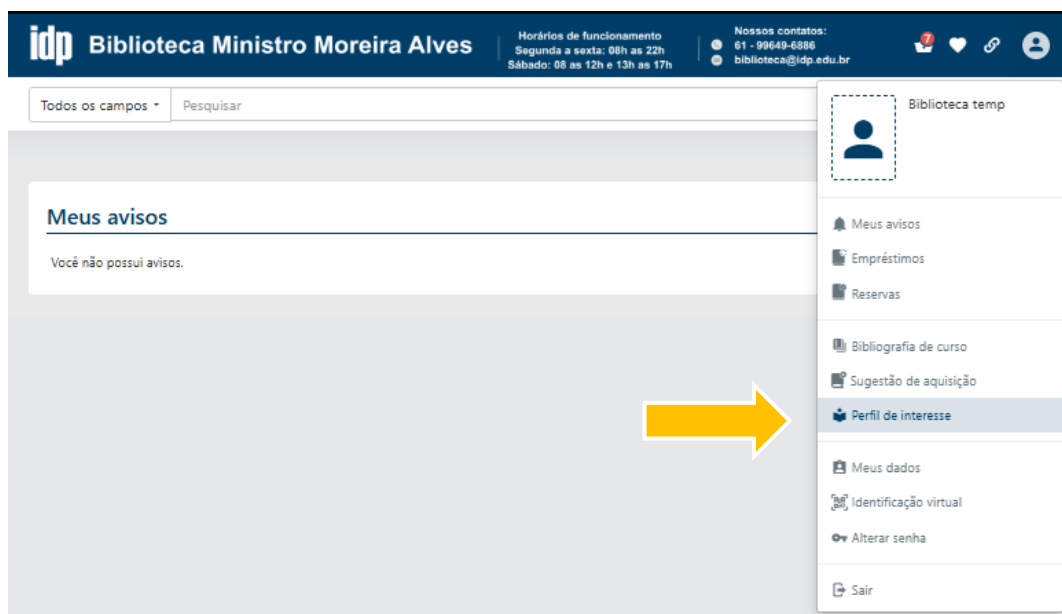 idp Biblioteca Ministro Moreira Alves
Horários de funcionamento
Segunda a sexta: 08h as 22h
Sábado: 08 as 12h e 13h as 17h
Nossos contatos:
61 - 99649-6886
biblioteca@idp.edu.br
7
Todos os campos
Pesquisar
Biblioteca temp
Meus avisos
Você não possui avisos.
Meus avisos
Empréstimos
Reservas
Bibliografia de curso
Sugestão de aquisição
Perfil de interesse
Meus dados
Identificação virtual
Alterar senha
Sair